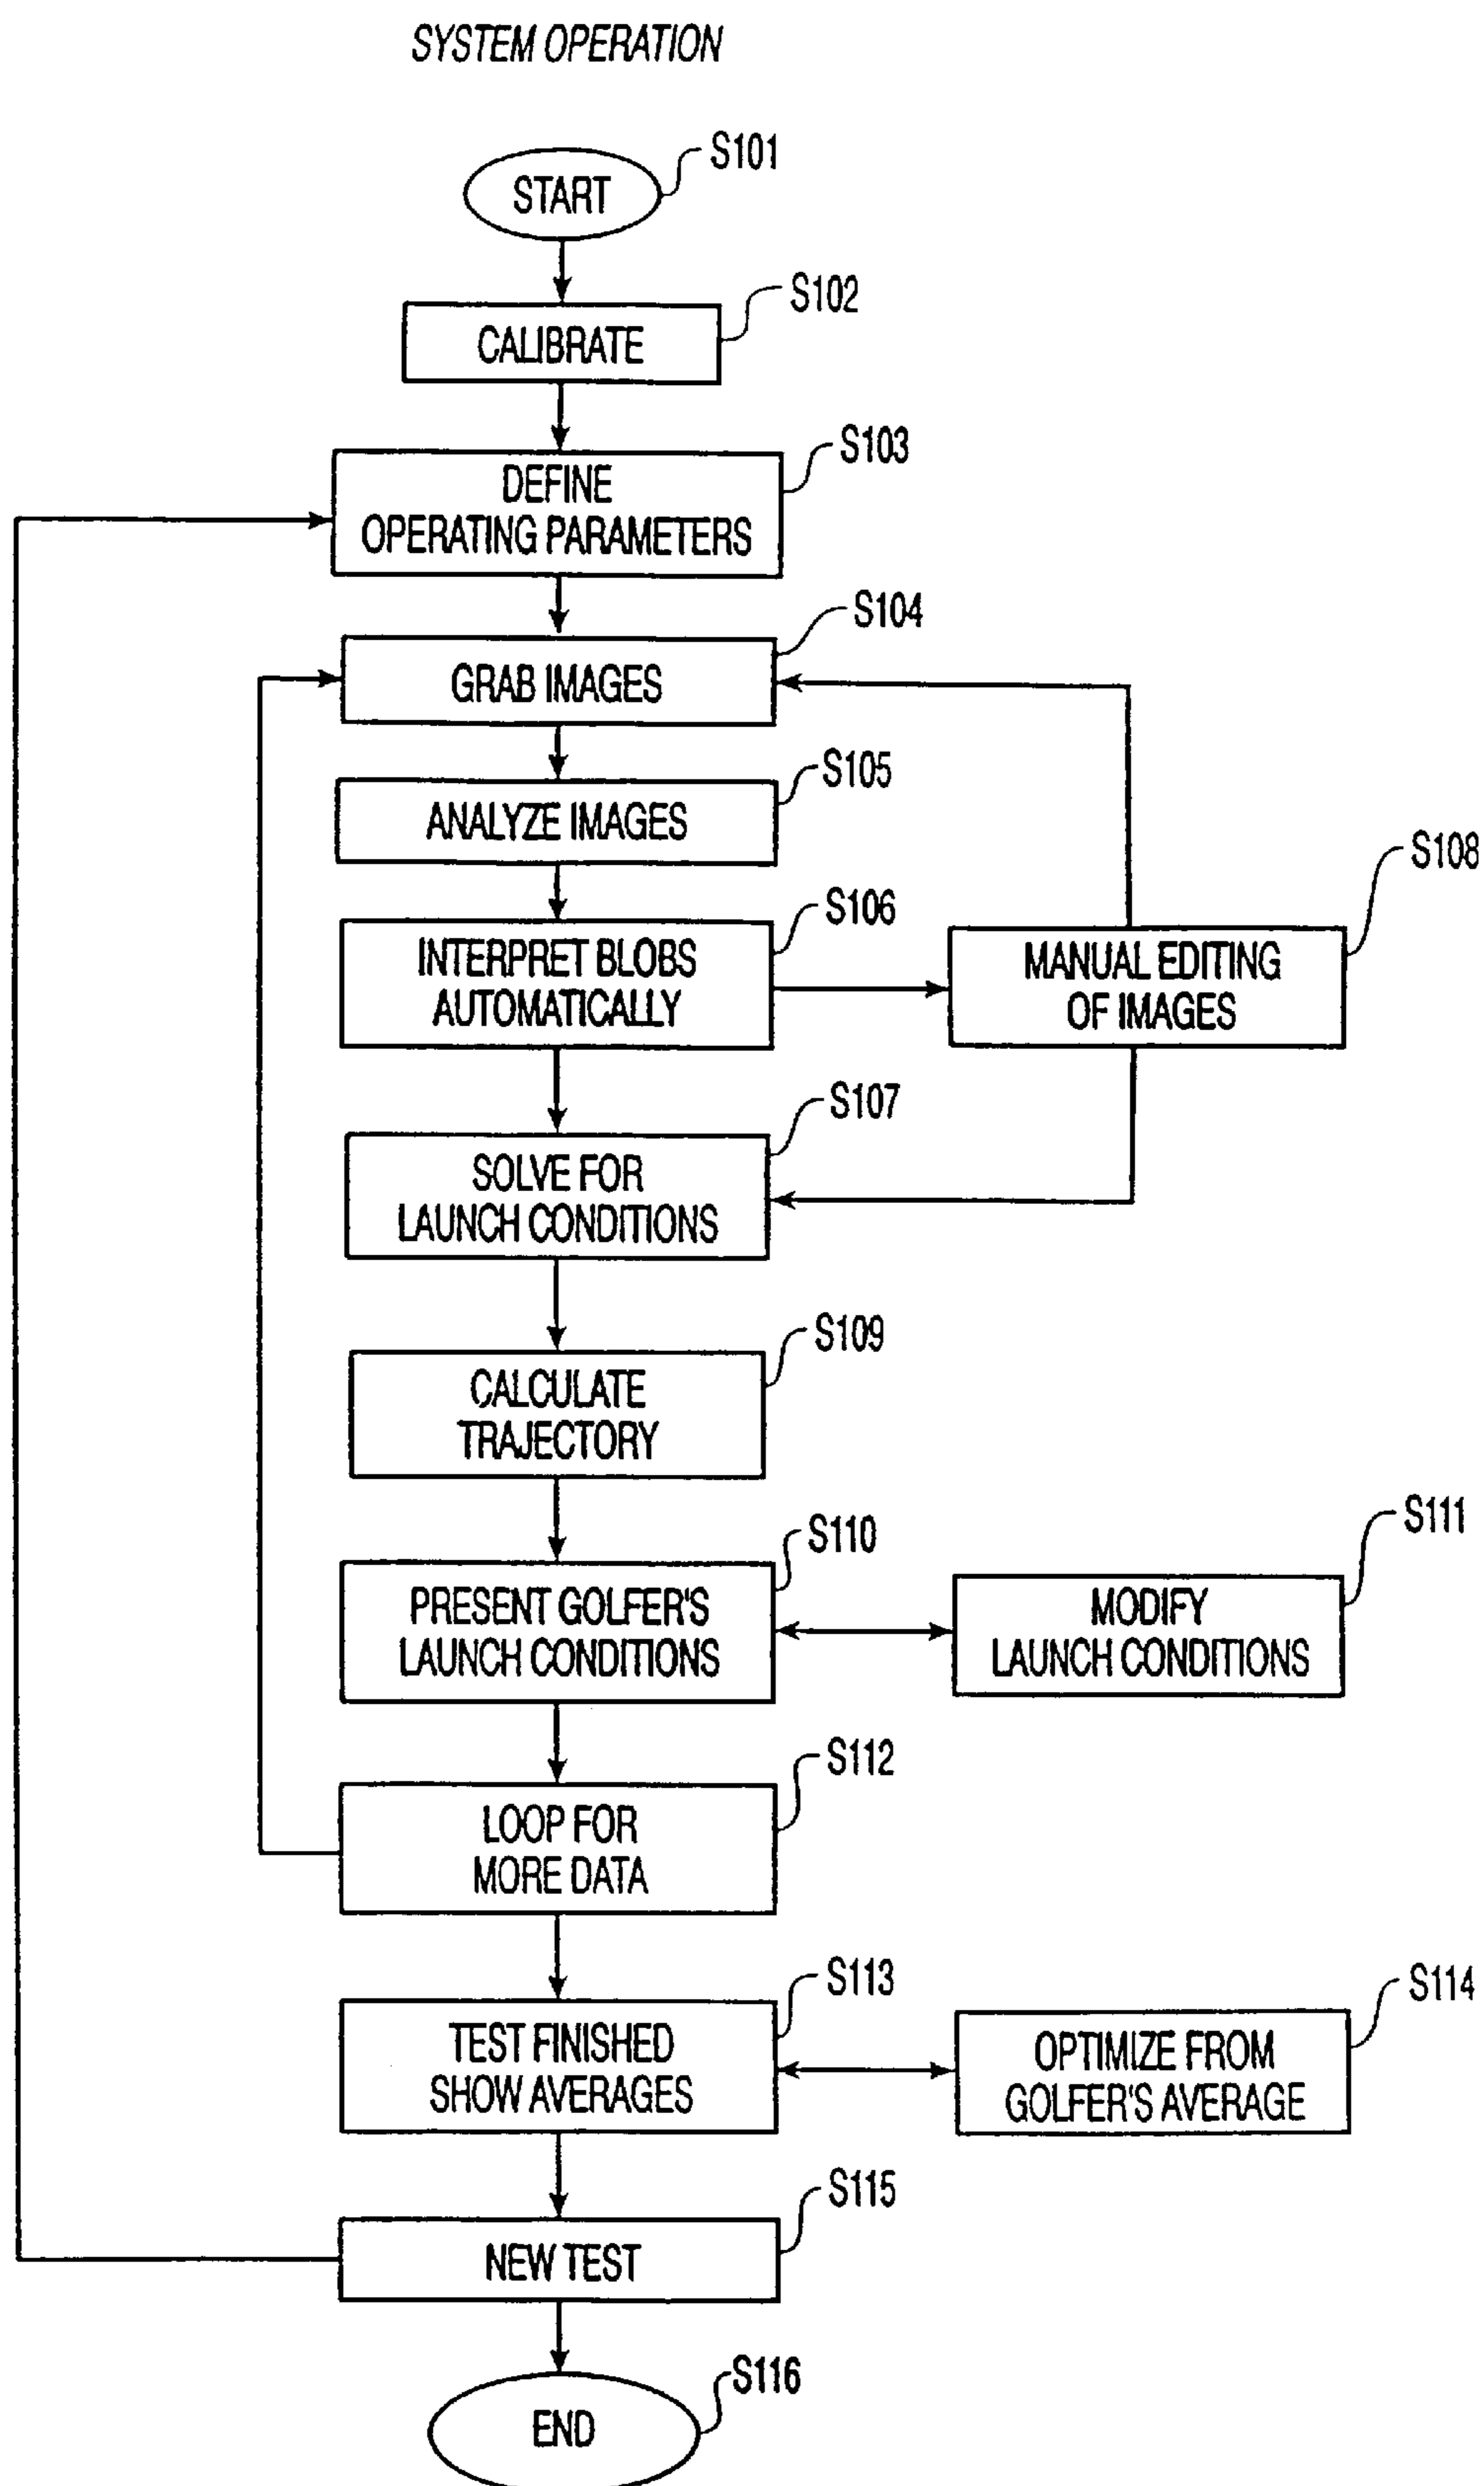 SYSTEM OPERATION
S101
START
S102
CALIBRATE
S103
DEFINE
OPERATING PARAMETERS
S104
GRAB IMAGES
S105
ANALYZE IMAGES
S106
INTERPRET BLOBS
AUTOMATICALLY
S108
MANUAL EDITING
OF IMAGES
S107
SOLVE FOR
LAUNCH CONDITIONS
S109
CALCULATE
TRAJECTORY
S110
PRESENT GOLFER'S
LAUNCH CONDITIONS
S111
MODIFY
LAUNCH CONDITIONS
S112
LOOP FOR
MORE DATA
S113
TEST FINISHED
SHOW AVERAGES
S114
OPTIMIZE FROM
GOLFER'S AVERAGE
S115
NEW TEST
S116
END